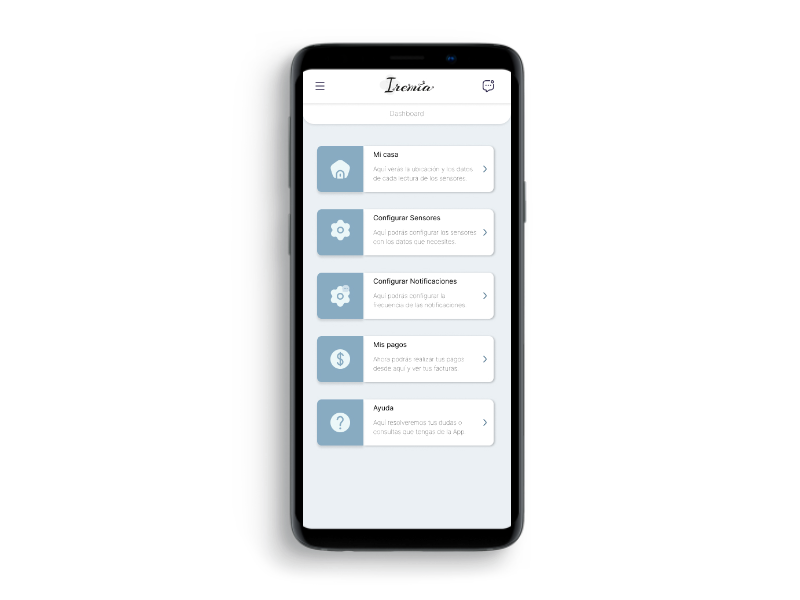 Iremia
Dashboard
Mi casa
Aquí verás la ubicación y los datos
de cada lectura de los sensores.
Configurar Sensores
Aquí podrás configurar los sensores
con los datos que necesites.
Configurar Notificaciones
Aquí podrás configurar la
frecuencia de las notificaciones
Mis pagos
Ahora podrás realizar tus pagos
desde aquí y ver tus facturas
Ayuda
Aquí resolveremos tus dudas o
consultas que tengas de la App